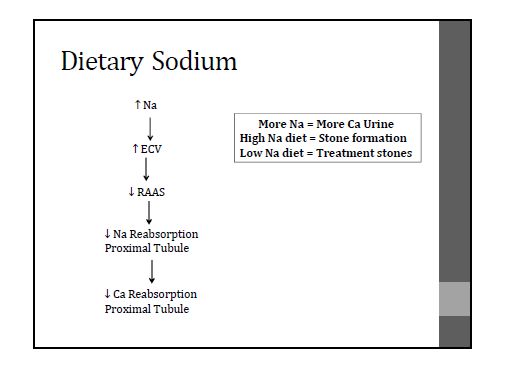 Dietary Sodium
↑ Na
↑ ECV
↓ RAAS
↓ Na Reabsorption
Proximal Tubule
↓ Ca Reabsorption
Proximal Tubule
More Na = More Ca Urine
High Na diet = Stone formation
Low Na diet = Treatment stones